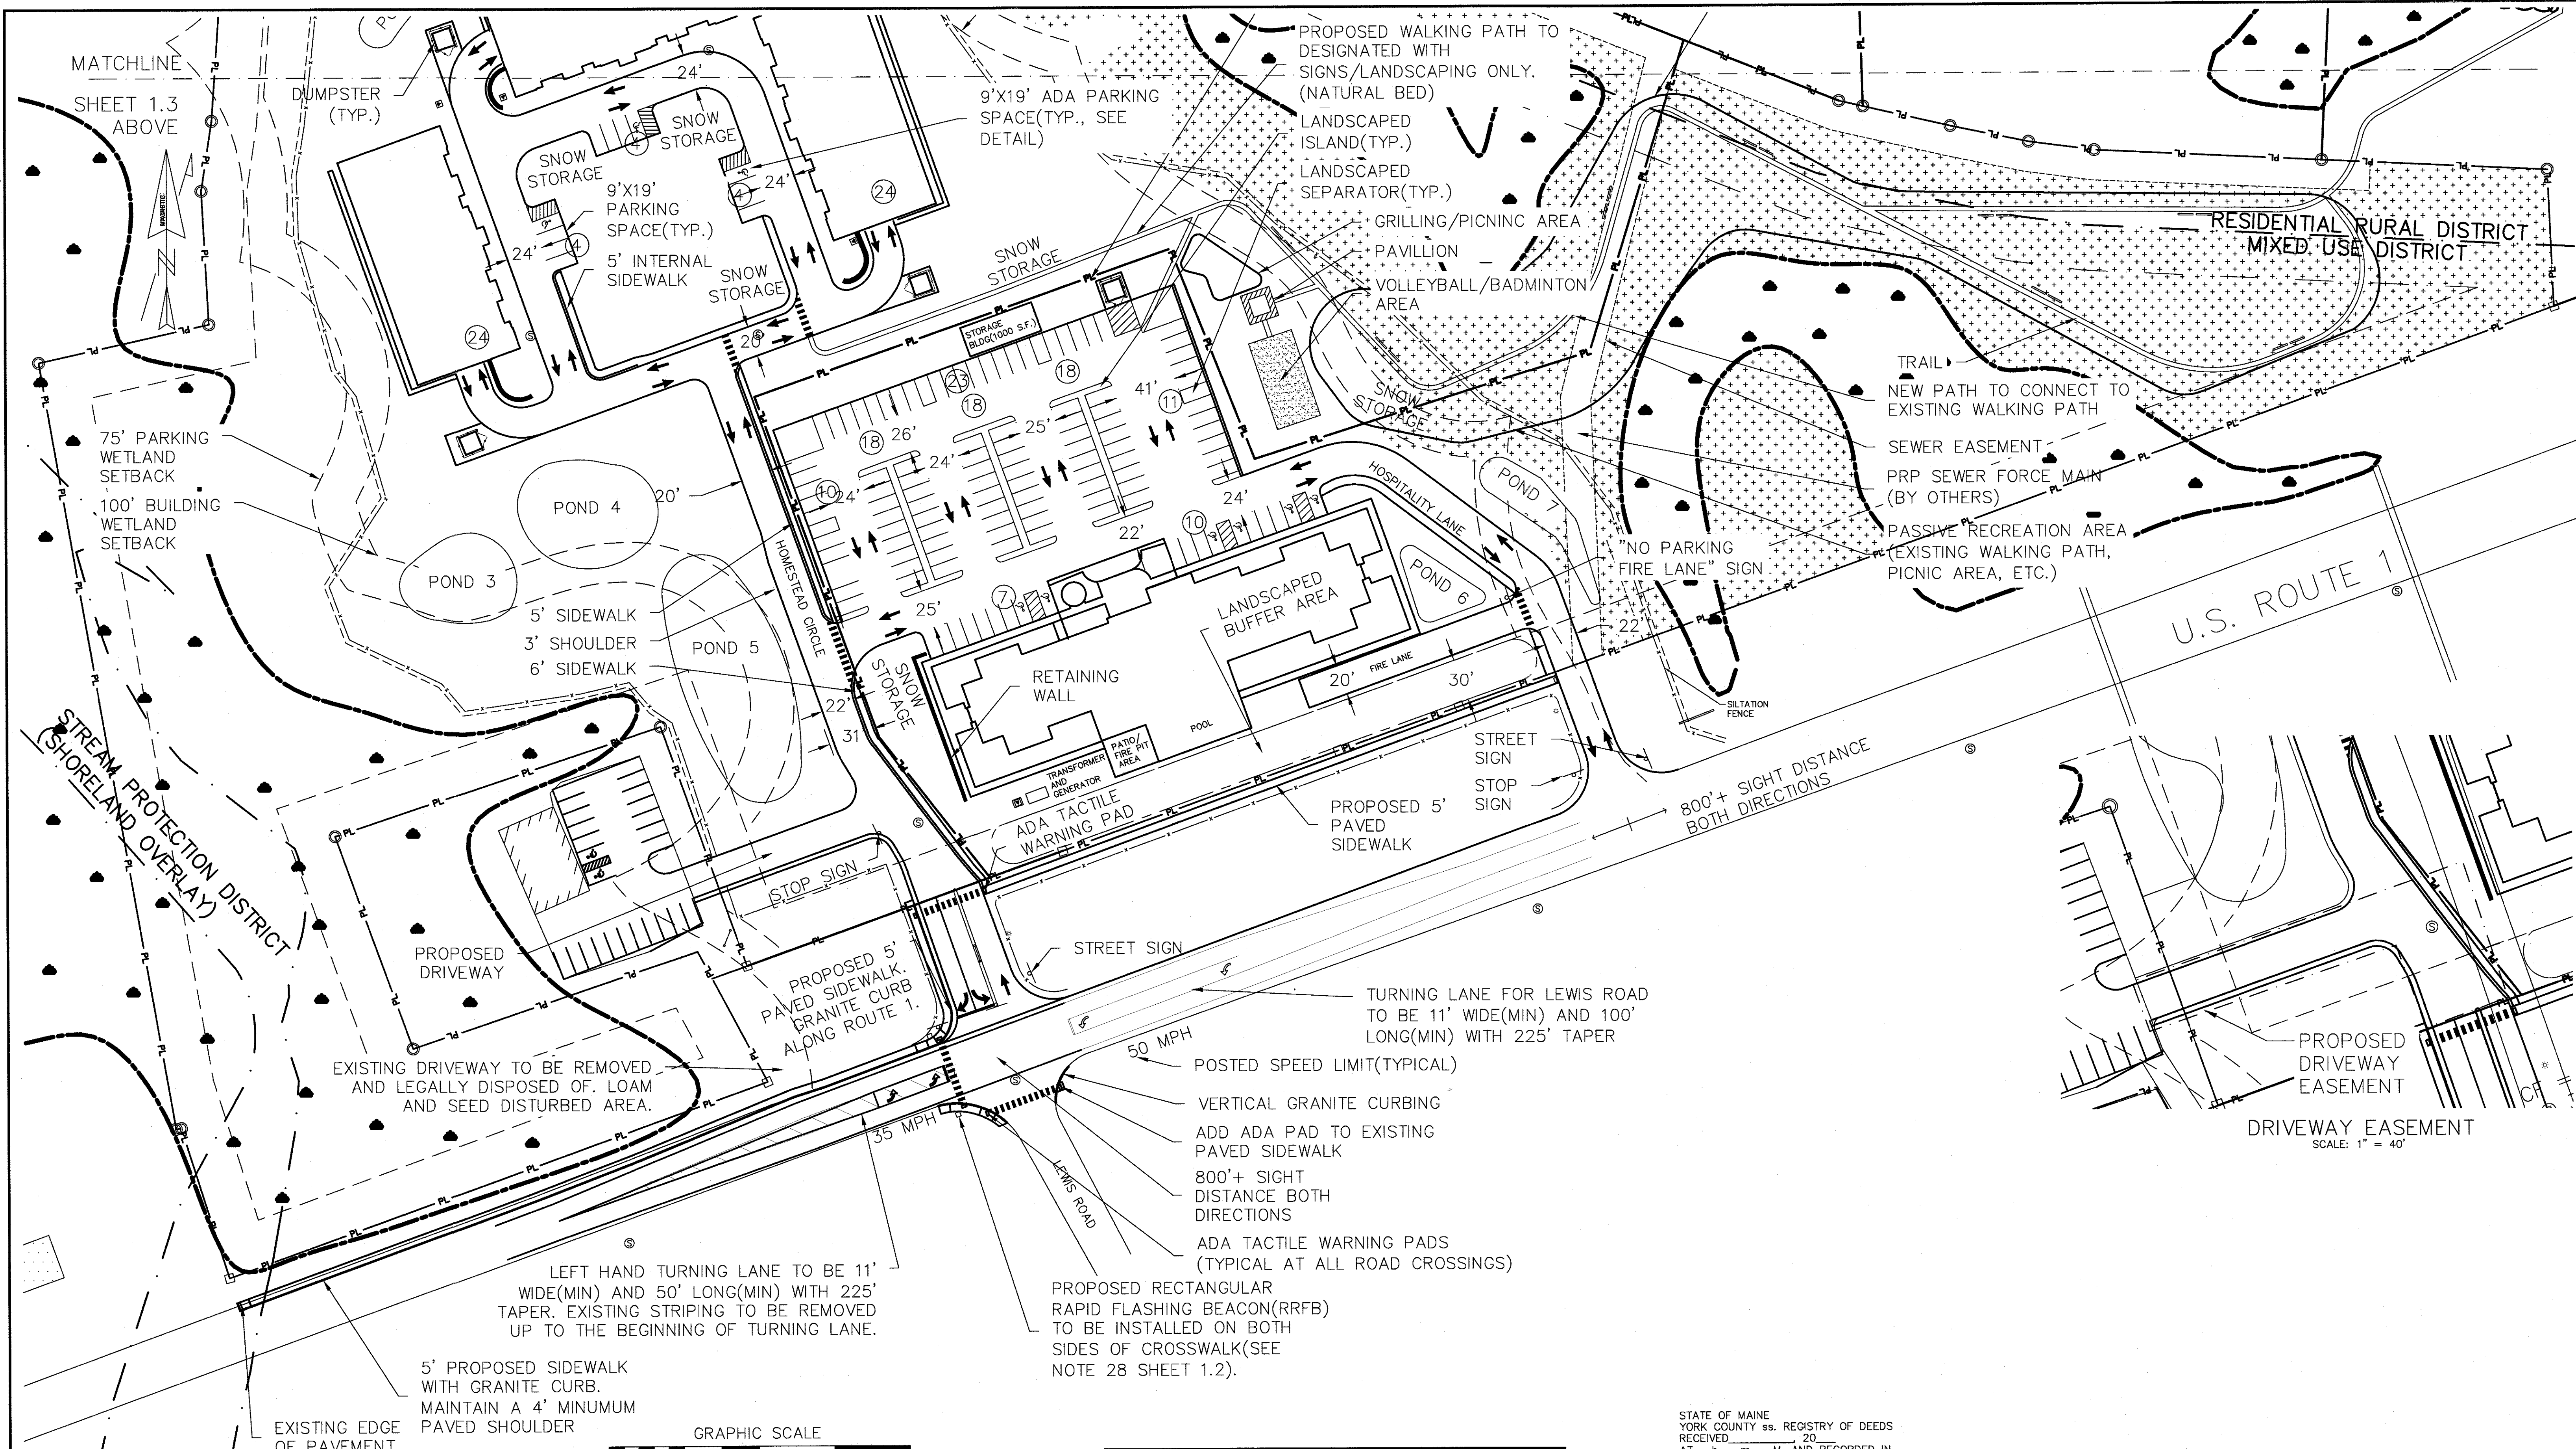 MATCHLINE
SHEET 1.3
ABOVE
DUMPSTER
(TYP.)
24'
SNOW
STORAGE
4
SNOW
STORAGE
9'X19'
PARKING
SPACE(TYP.)
4
24'
24
4
24'
5' INTERNAL
SIDEWALK
SNOW
STORAGE
24
20'
9'X19' ADA PARKING
SPACE(TYP., SEE
DETAIL)
PROPOSED WALKING PATH TO
DESIGNATED WITH
SIGNS/LANDSCAPING ONLY.
(NATURAL BED)
LANDSCAPED
ISLAND(TYP.)
LANDSCAPED
SEPARATOR(TYP.)
GRILLING/PICNINC AREA
PAVILLION
VOLLEYBALL/BADMINTON
AREA
SNOW
STORAGE
STORAGE
BLDG(1000 S.F.)
RESIDENTIAL RURAL DISTRICT
MIXED USE DISTRICT
TRAIL
NEW PATH TO CONNECT TO
EXISTING WALKING PATH
SEWER EASEMENT
PRP SEWER FORCE MAIN
(BY OTHERS)
PASSIVE RECREATION AREA
(EXISTING WALKING PATH,
PICNIC AREA, ETC.)
SNOW
STORAGE
23
18
18
18
11
41'
25'
26'
24'
10
24'
24'
22'
10
25'
7
22'
75' PARKING
WETLAND
SETBACK
100' BUILDING
WETLAND
SETBACK
POND 4
20'
POND 3
POND 5
HOMESTEAD CIRCLE
5' SIDEWALK
3' SHOULDER
6' SIDEWALK
22'
31'
SNOW
STORAGE
HOSPITALITY LANE
POND 7
POND 6
"NO PARKING
FIRE LANE" SIGN
LANDSCAPED
BUFFER AREA
FIRE LANE
20'
30'
22'
RETAINING
WALL
POOL
PATIO/
FIRE PIT
AREA
TRANSFORMER
AND
GENERATOR
ADA TACTILE
WARNING PAD
SILTATION
FENCE
U.S. ROUTE 1
STREET
SIGN
STOP
SIGN
PROPOSED 5'
PAVED
SIDEWALK
800'+ SIGHT DISTANCE
BOTH DIRECTIONS
STREAM PROTECTION DISTRICT
(SHORELAND OVERLAY)
STOP SIGN
PROPOSED
DRIVEWAY
PROPOSED 5'
PAVED SIDEWALK.
GRANITE CURB
ALONG ROUTE 1.
STREET SIGN
TURNING LANE FOR LEWIS ROAD
TO BE 11' WIDE(MIN) AND 100'
LONG(MIN) WITH 225' TAPER
50 MPH
POSTED SPEED LIMIT(TYPICAL)
VERTICAL GRANITE CURBING
ADD ADA PAD TO EXISTING
PAVED SIDEWALK
800'+ SIGHT
DISTANCE BOTH
DIRECTIONS
ADA TACTILE WARNING PADS
(TYPICAL AT ALL ROAD CROSSINGS)
EXISTING DRIVEWAY TO BE REMOVED
AND LEGALLY DISPOSED OF. LOAM
AND SEED DISTURBED AREA.
35 MPH
LEWIS ROAD
LEFT HAND TURNING LANE TO BE 11'
WIDE(MIN) AND 50' LONG(MIN) WITH 225'
TAPER. EXISTING STRIPING TO BE REMOVED
UP TO THE BEGINNING OF TURNING LANE.
PROPOSED RECTANGULAR
RAPID FLASHING BEACON(RRFB)
TO BE INSTALLED ON BOTH
SIDES OF CROSSWALK(SEE
NOTE 28 SHEET 1.2).
5' PROPOSED SIDEWALK
WITH GRANITE CURB.
MAINTAIN A 4' MINUMUM
PAVED SHOULDER
EXISTING EDGE
OF PAVEMENT
GRAPHIC SCALE
PROPOSED
DRIVEWAY
EASEMENT
DRIVEWAY EASEMENT
SCALE: 1" = 40'
STATE OF MAINE
YORK COUNTY ss. REGISTRY OF DEEDS
RECEIVED__________, 20___